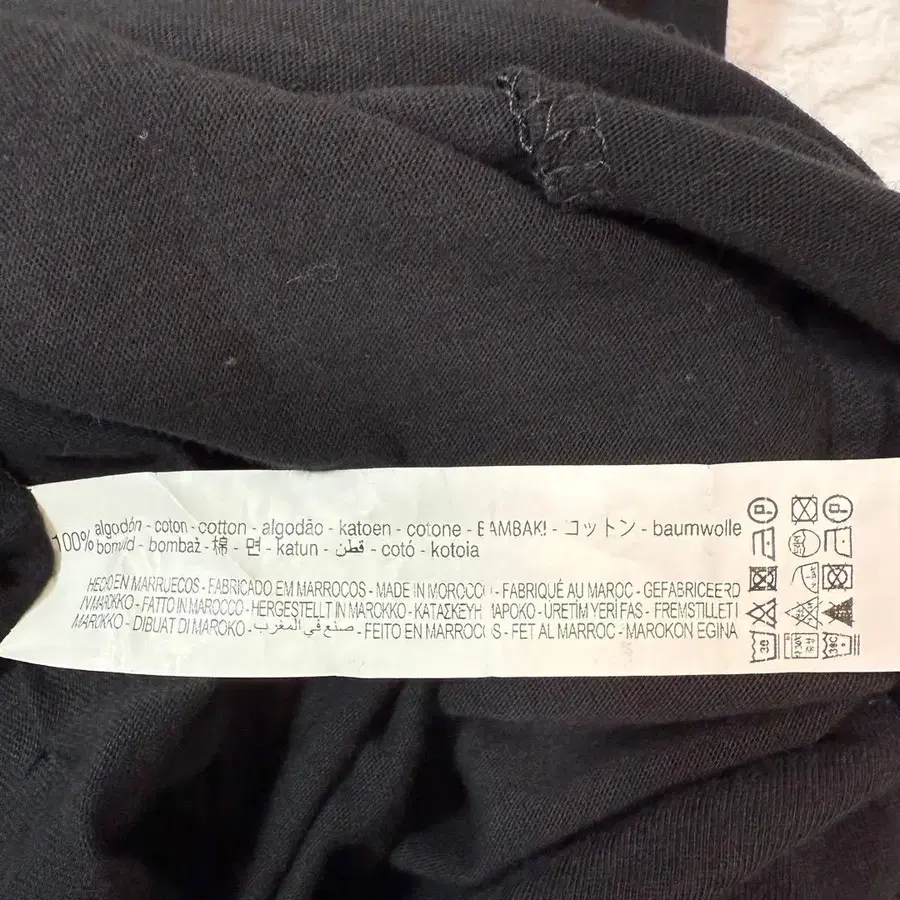 100% algodón - coton - cotton - algodão - katoen - cotone - BAMBAKI - コットン - baumwolle
bomuld - bombaž - 棉 - 면 - katun - قطن - cotó - kotoia
HECHO EN MARRUECOS - FABRICADO EM MARROCOS - MADE IN MOROCCO - FABRIQUÉ AU MAROC - GEFABRICEERD
IN MAROKKO - FATTO IN MAROCCO - HERGESTELLT IN MAROKKO - ΚΑΤΑΣΚΕΥΗ ΜΑΡΟΚΟ - URETIM YERI FAS - FREMSTILLET I
MAROKKO - DIBUAT DI MAROKO - صنع في المغرب - FEITO EN MARROCOS - FET AL MARROC - MAROKON EGINA